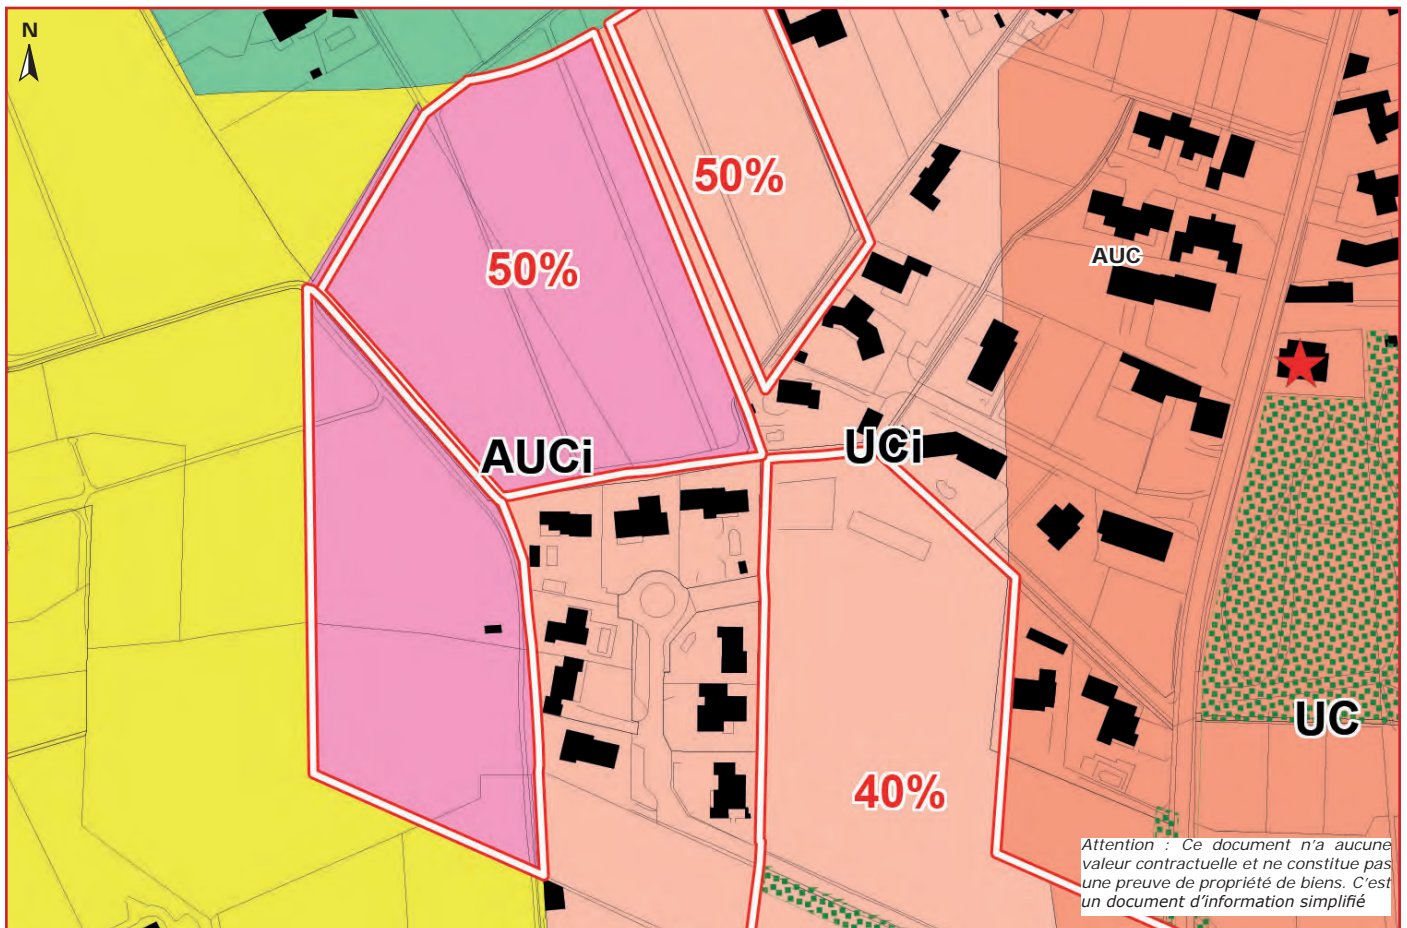 N
50%
50%
AUC
AUCi
UCi
UC
40%
Attention : Ce document n'a aucune
valeur contractuelle et ne constitue pas
une preuve de propriété de biens. C'est
un document d'information simplifié